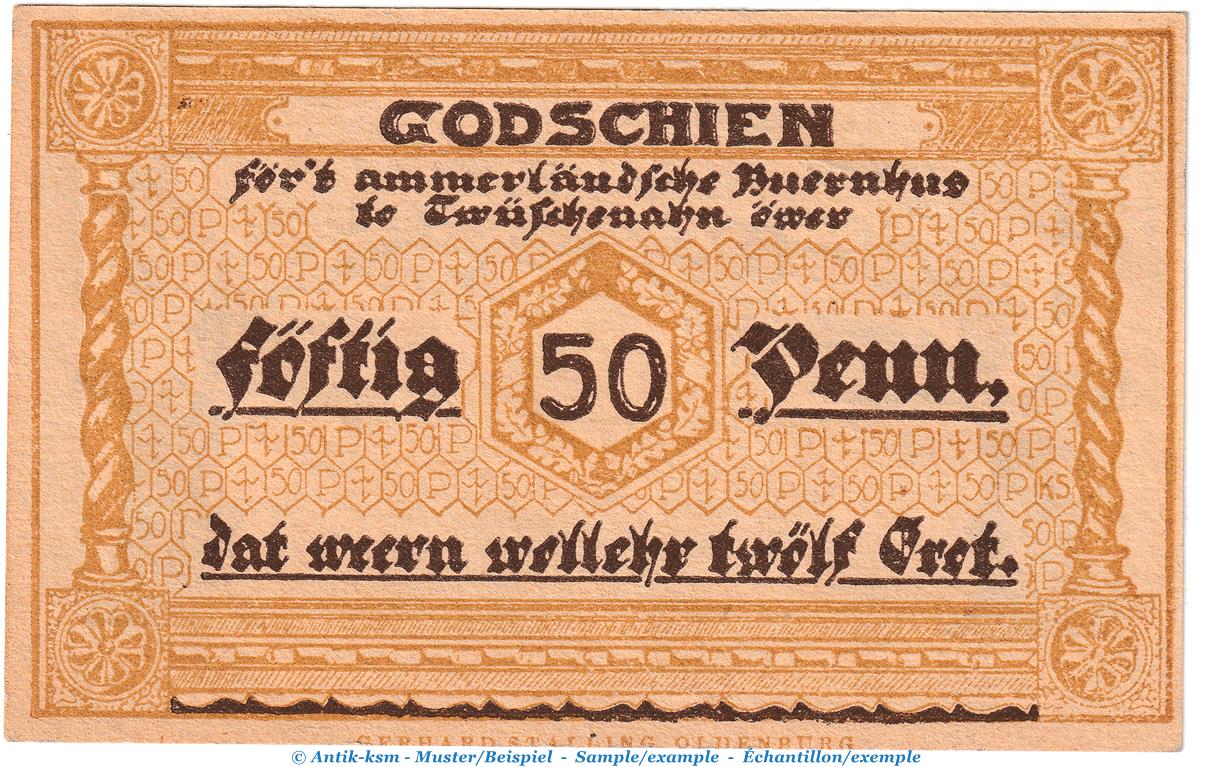 GODSCHIEN
för't ammerländsche Buernhus
to Twüschenahn öwer
föftig 50 Penn.
dat weern wollehr twölf Grot.
GERHARD STALLING OLDENBURG
© Antik-ksm - Muster/Beispiel - Sample/example - Échantillon/exemple